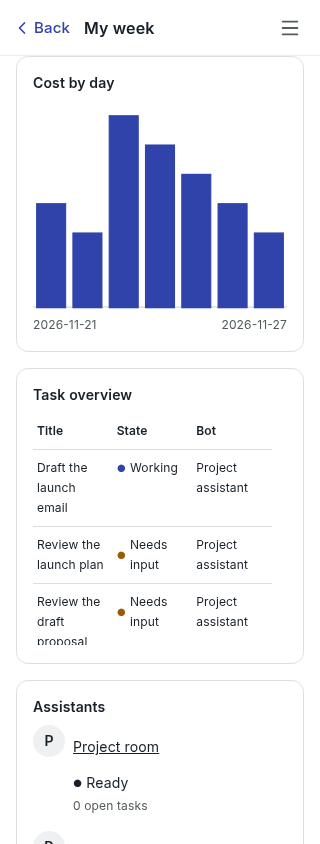 Back My week
Cost by day
2026-11-21 2026-11-27
Task overview
Title State Bot
Draft the launch email Working Project assistant
Review the launch plan Needs input Project assistant
Review the draft proposal Needs input Project assistant
Assistants
P Project room
Ready
0 open tasks